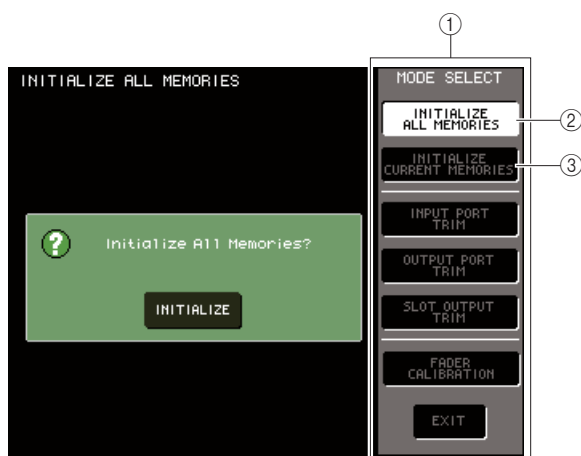 ①
INITIALIZE ALL MEMORIES
MODE SELECT
INITIALIZE
ALL MEMORIES
②
INITIALIZE
CURRENT MEMORIES
③
INPUT PORT
TRIM
OUTPUT PORT
TRIM
SLOT OUTPUT
TRIM
FADER
CALIBRATION
EXIT
?
Initialize All Memories?
INITIALIZE